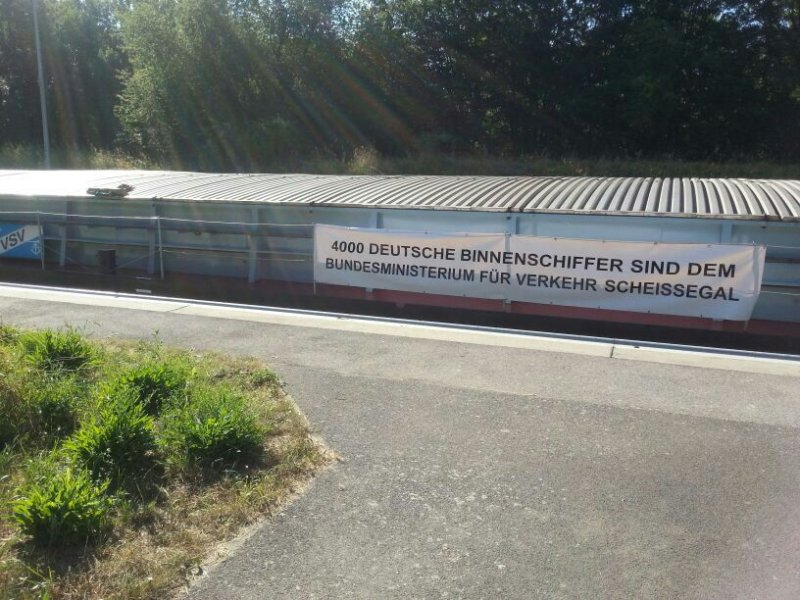 VSV
4000 DEUTSCHE BINNENSCHIFFER SIND DEM
BUNDESMINISTERIUM FÜR VERKEHR SCHEISSEGAL